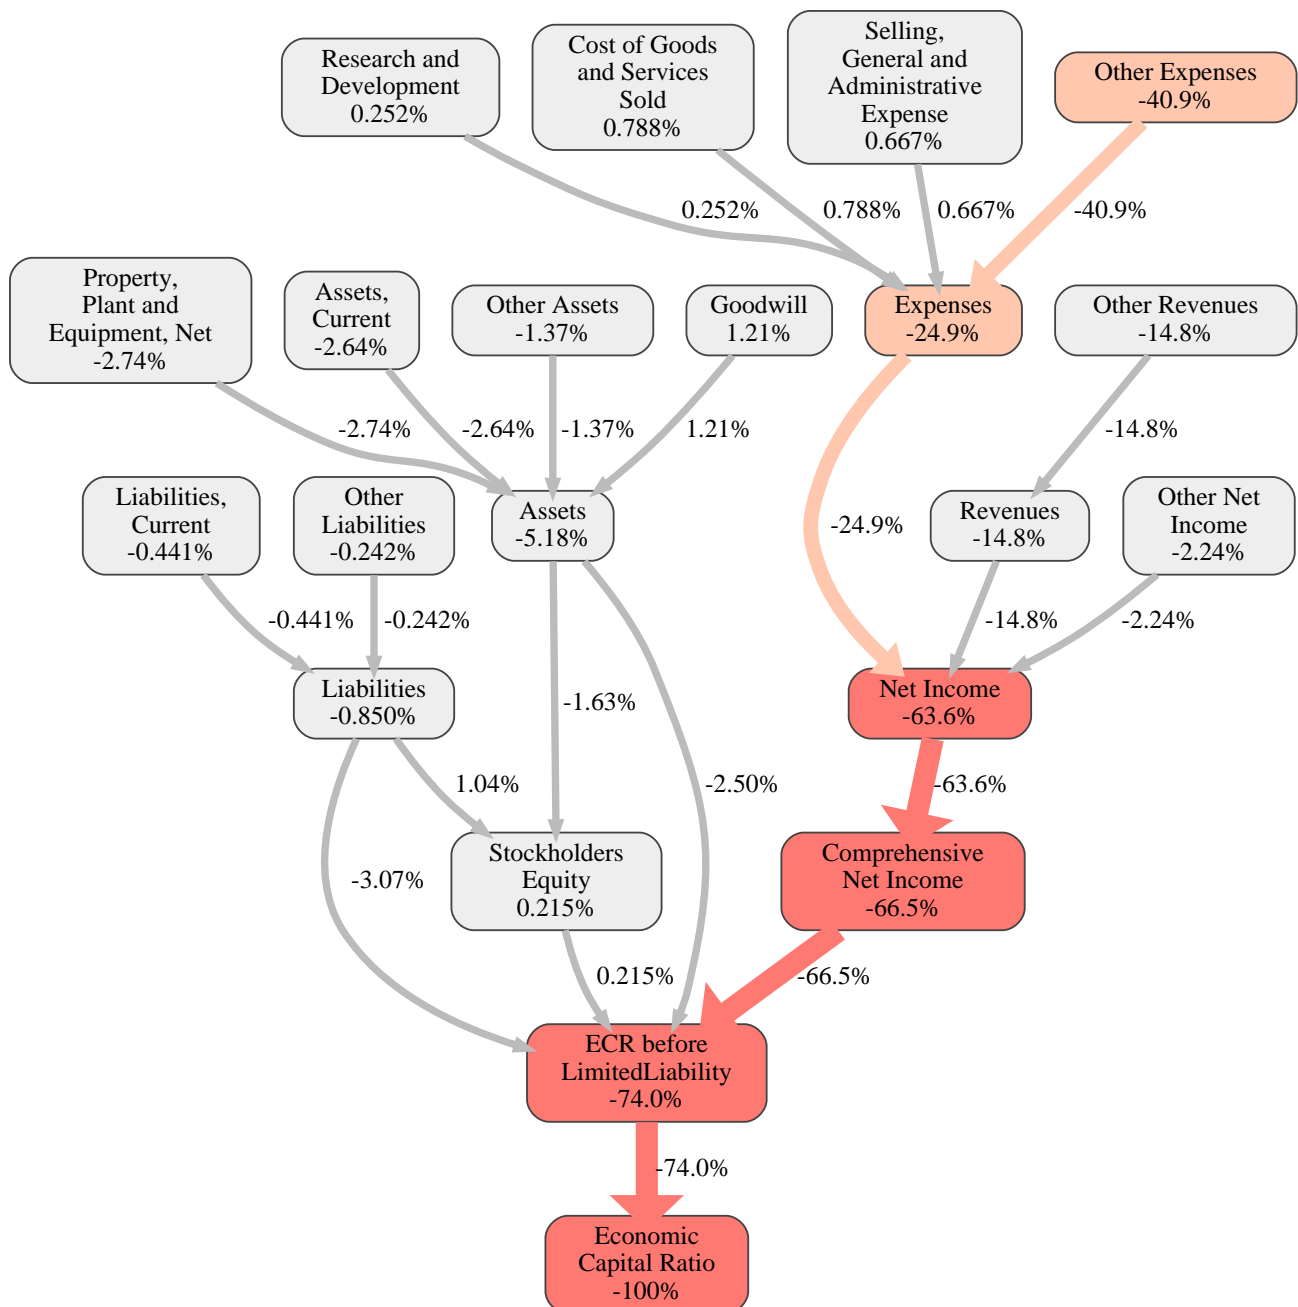 Research and
Development
0.252%
Cost of Goods
and Services
Sold
0.788%
Selling,
General and
Administrative
Expense
0.667%
Other Expenses
-40.9%
0.252%
0.788%
0.667%
-40.9%
Property,
Plant and
Equipment, Net
-2.74%
Assets,
Current
-2.64%
Other Assets
-1.37%
Goodwill
1.21%
Expenses
-24.9%
Other Revenues
-14.8%
-2.74%
-2.64%
-1.37%
1.21%
-14.8%
Liabilities,
Current
-0.441%
Other
Liabilities
-0.242%
Assets
-5.18%
-24.9%
Revenues
-14.8%
Other Net
Income
-2.24%
-0.441%
-0.242%
-14.8%
-2.24%
Liabilities
-0.850%
-1.63%
Net Income
-63.6%
1.04%
-2.50%
-63.6%
-3.07%
Stockholders
Equity
0.215%
Comprehensive
Net Income
-66.5%
0.215%
-66.5%
ECR before
LimitedLiability
-74.0%
-74.0%
Economic
Capital Ratio
-100%